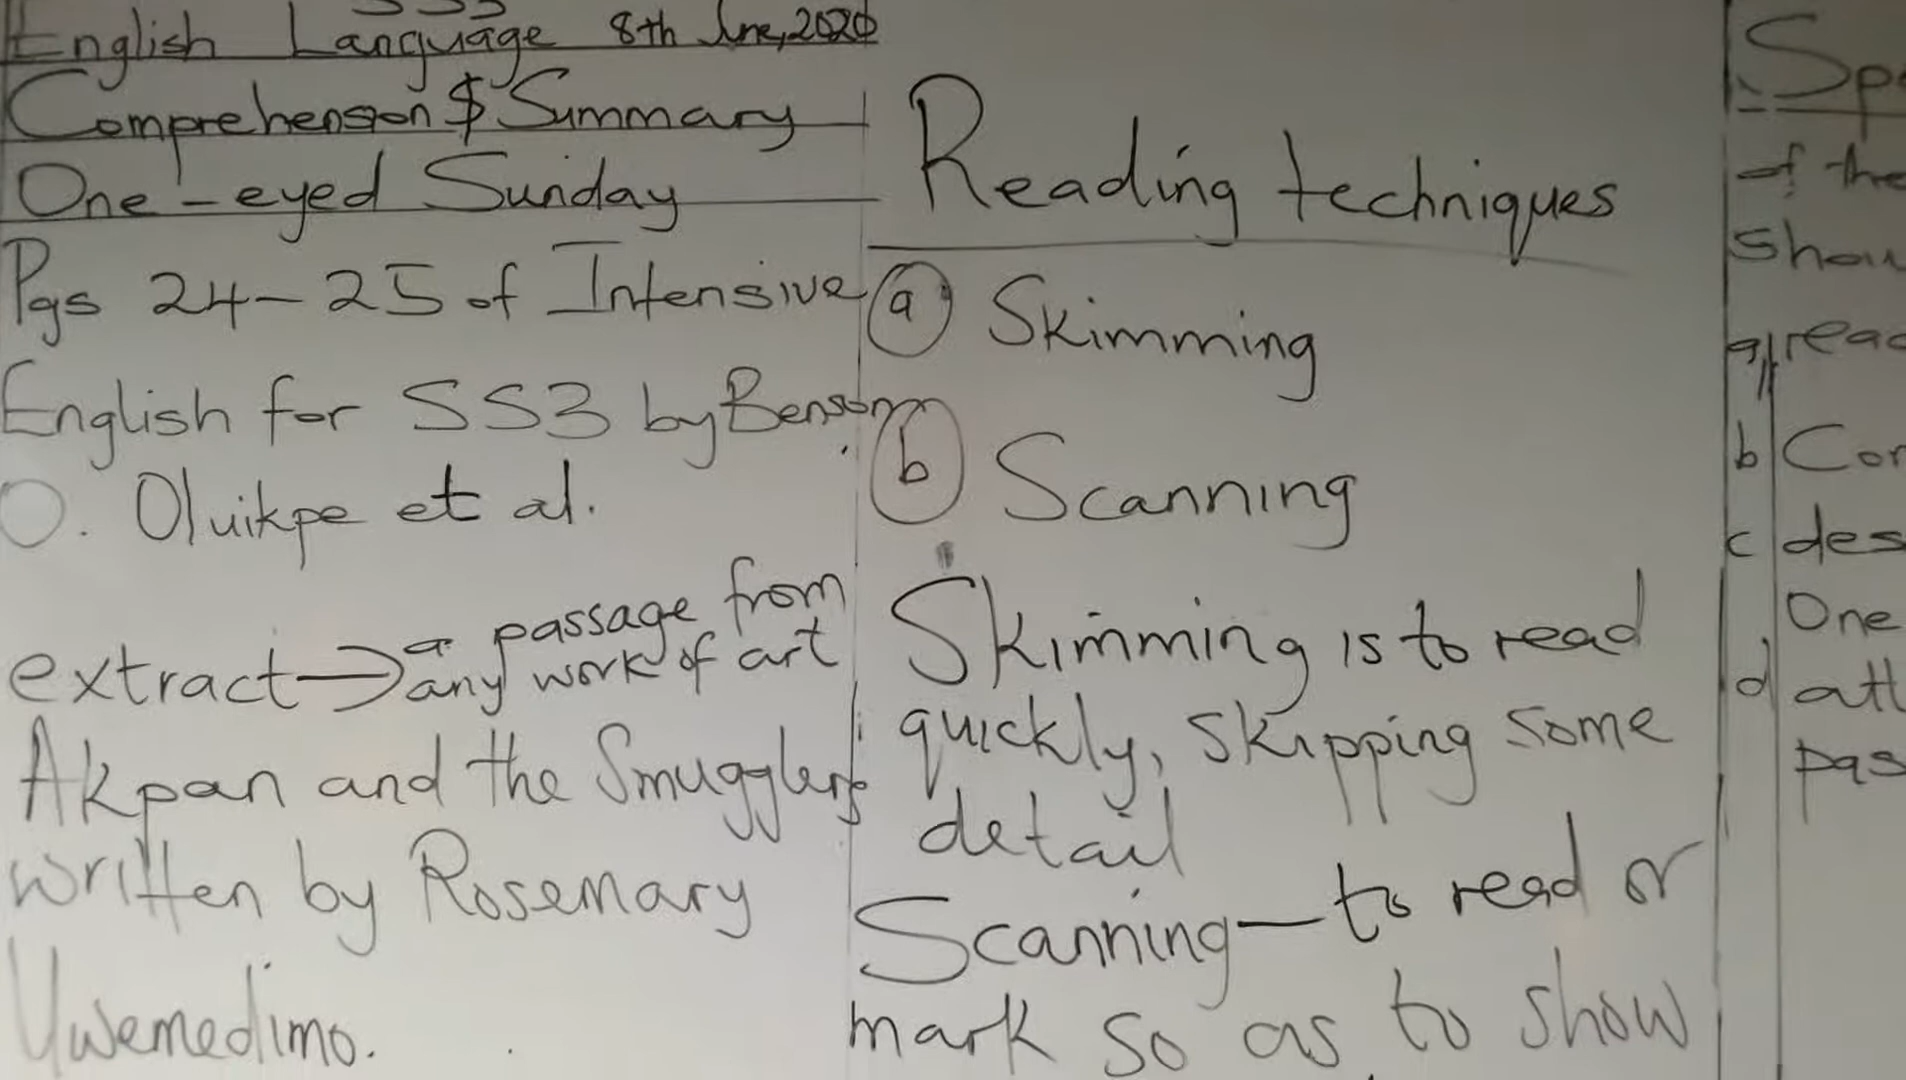 English Language 8th June, 2020
Comprehension & Summary
One-eyed Sunday
Pgs 24-25 of Intensive
English for SS3 by Benson
O. Oluikpe et al.
extract → a passage from
any work of art
Akpan and the Smugglers
written by Rosemary
Uwemedimo.
Reading techniques
a Skimming
b Scanning
Skimming is to read
quickly, skipping some
detail
Scanning - to read or
mark so as to show
of the
show
a
b
c
One
d